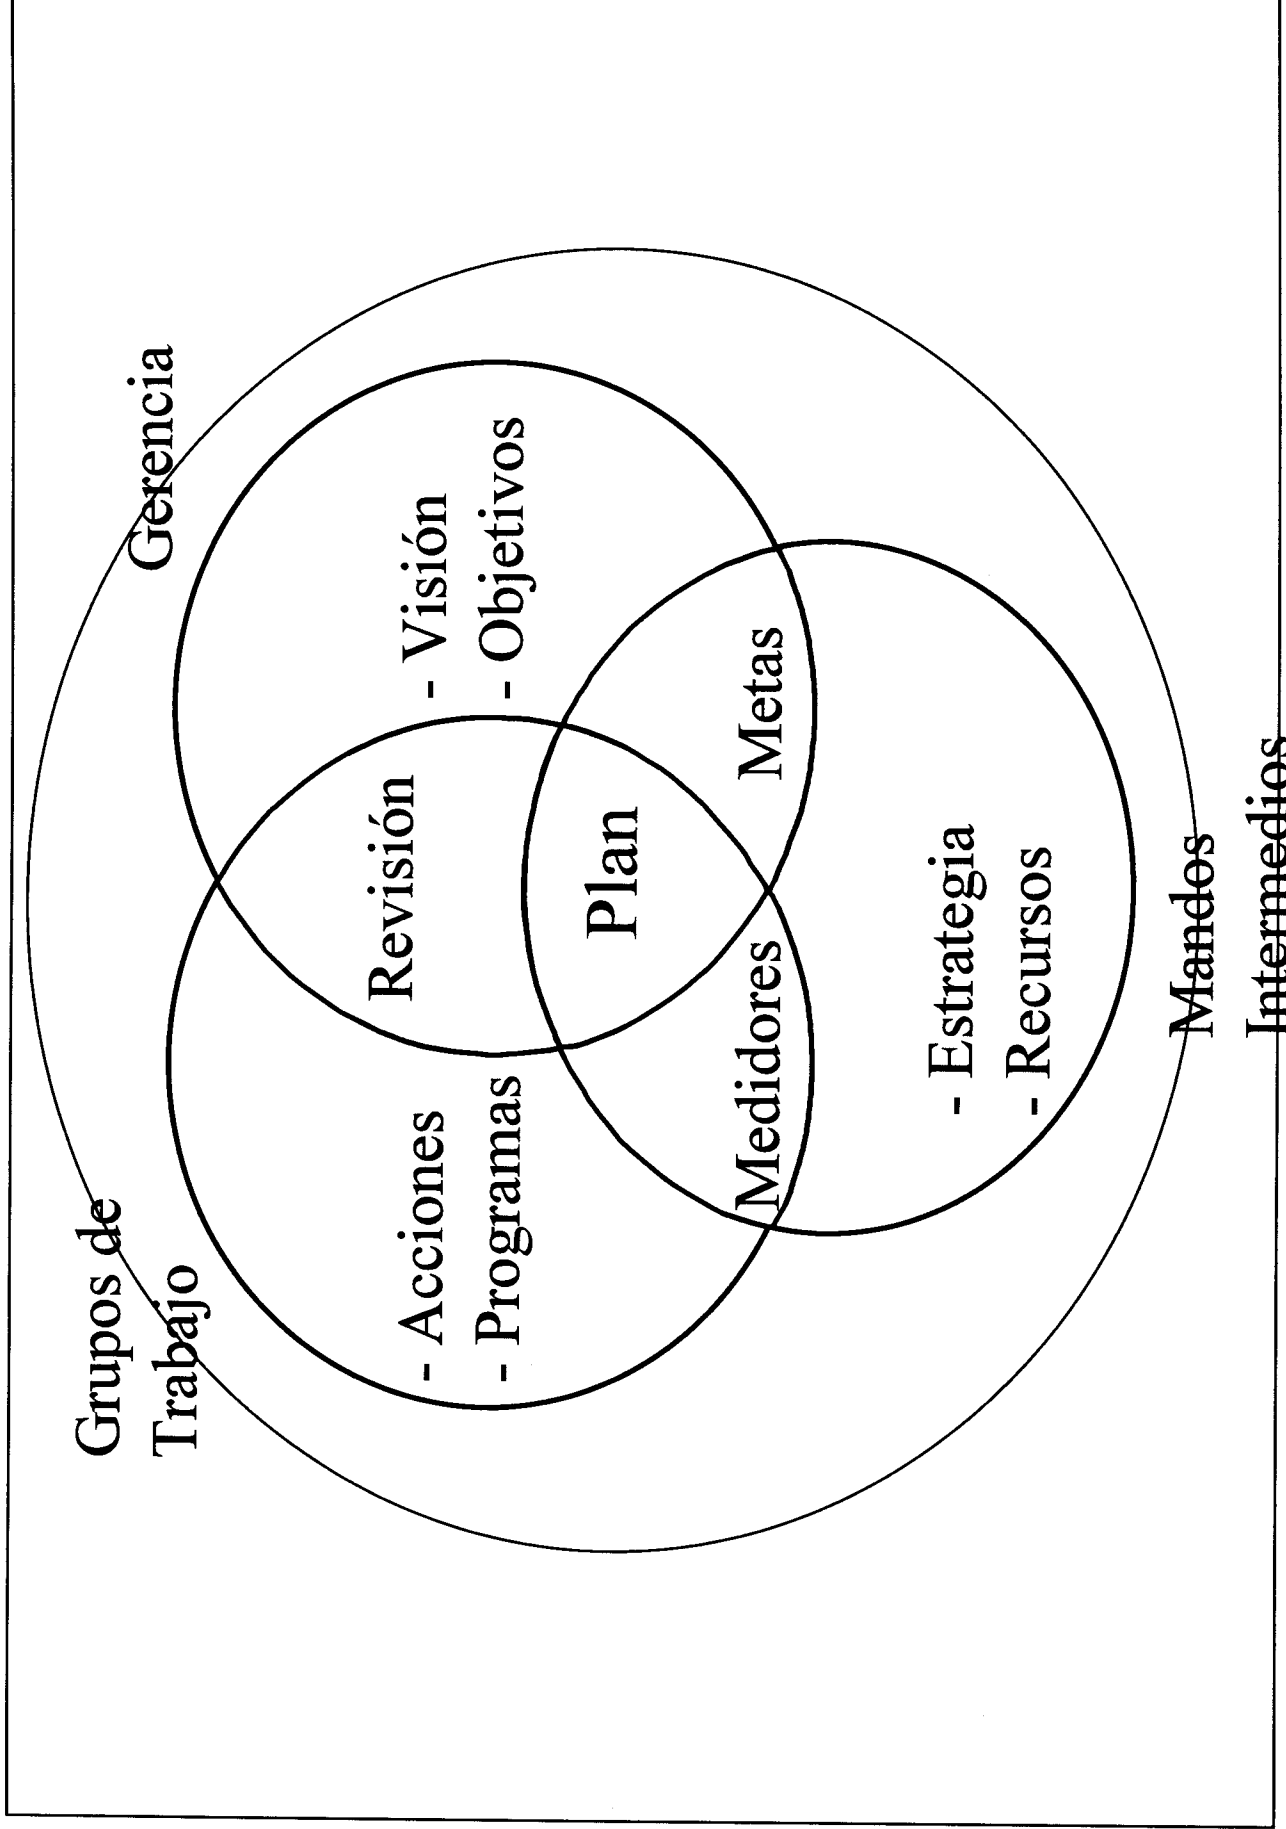 Grupos de
Trabajo
Gerencia
- Acciones
- Programas
Revisión
- Visión
- Objetivos
Plan
Medidores
Metas
- Estrategia
- Recursos
Mandos
Intermedios